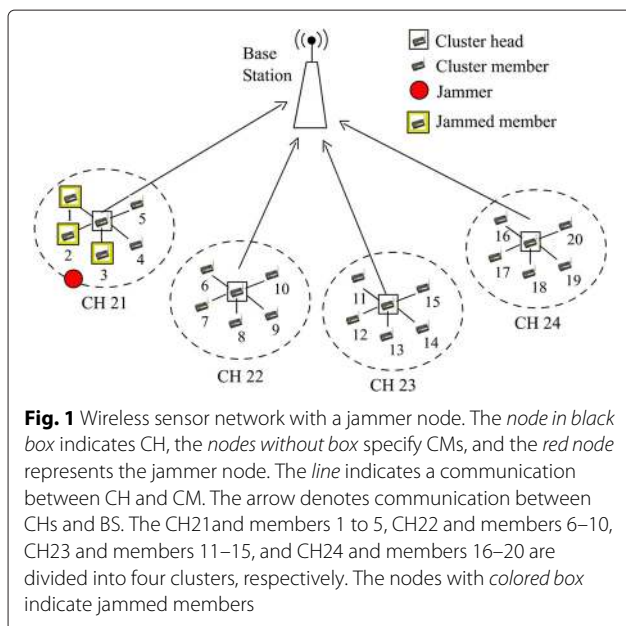 Base
Station
Cluster head
Cluster member
Jammer
Jammed member
1
2
3
4
5
CH 21
6
7
8
9
10
CH 22
11
12
13
14
15
CH 23
16
17
18
19
20
CH 24
Fig. 1 Wireless sensor network with a jammer node. The node in black
box indicates CH, the nodes without box specify CMs, and the red node
represents the jammer node. The line indicates a communication
between CH and CM. The arrow denotes communication between
CHs and BS. The CH21and members 1 to 5, CH22 and members 6–10,
CH23 and members 11–15, and CH24 and members 16–20 are
divided into four clusters, respectively. The nodes with colored box
indicate jammed members